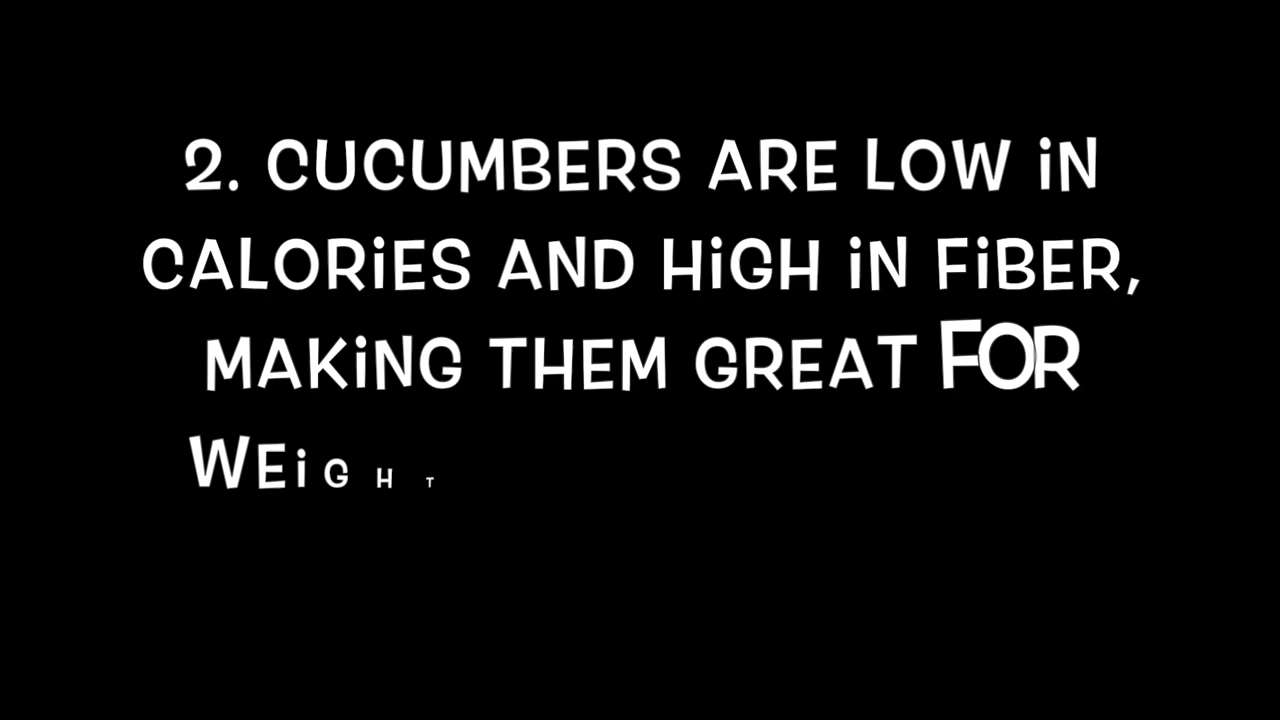 2. CUCUMBERS ARE LOW iN
CALORiES AND HiGH iN FiBER,
MAKiNG THEM GREAT FOR
WEiGHT